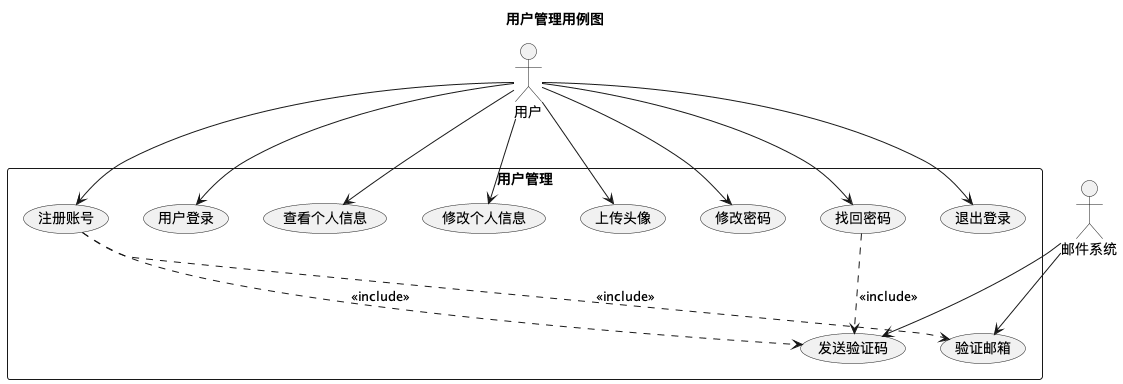 用户管理用例图
用户
用户管理
注册账号
用户登录
查看个人信息
修改个人信息
上传头像
修改密码
找回密码
退出登录
邮件系统
«include»
«include»
«include»
发送验证码
验证邮箱